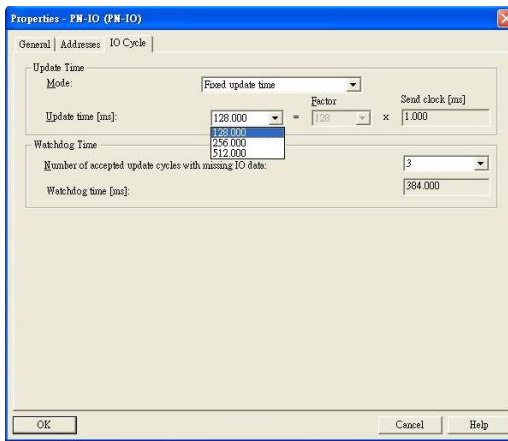 Properties - PN-IO (PN-IO)
General Addresses IO Cycle
Update Time
Mode: Fixed update time
Factor Send clock [ms]
Update time [ms]: 128.000 = 128 x 1.000
128.000
256.000
512.000
Watchdog Time
Number of accepted update cycles with missing IO data: 3
Watchdog time [ms]: 384.000
OK Cancel Help